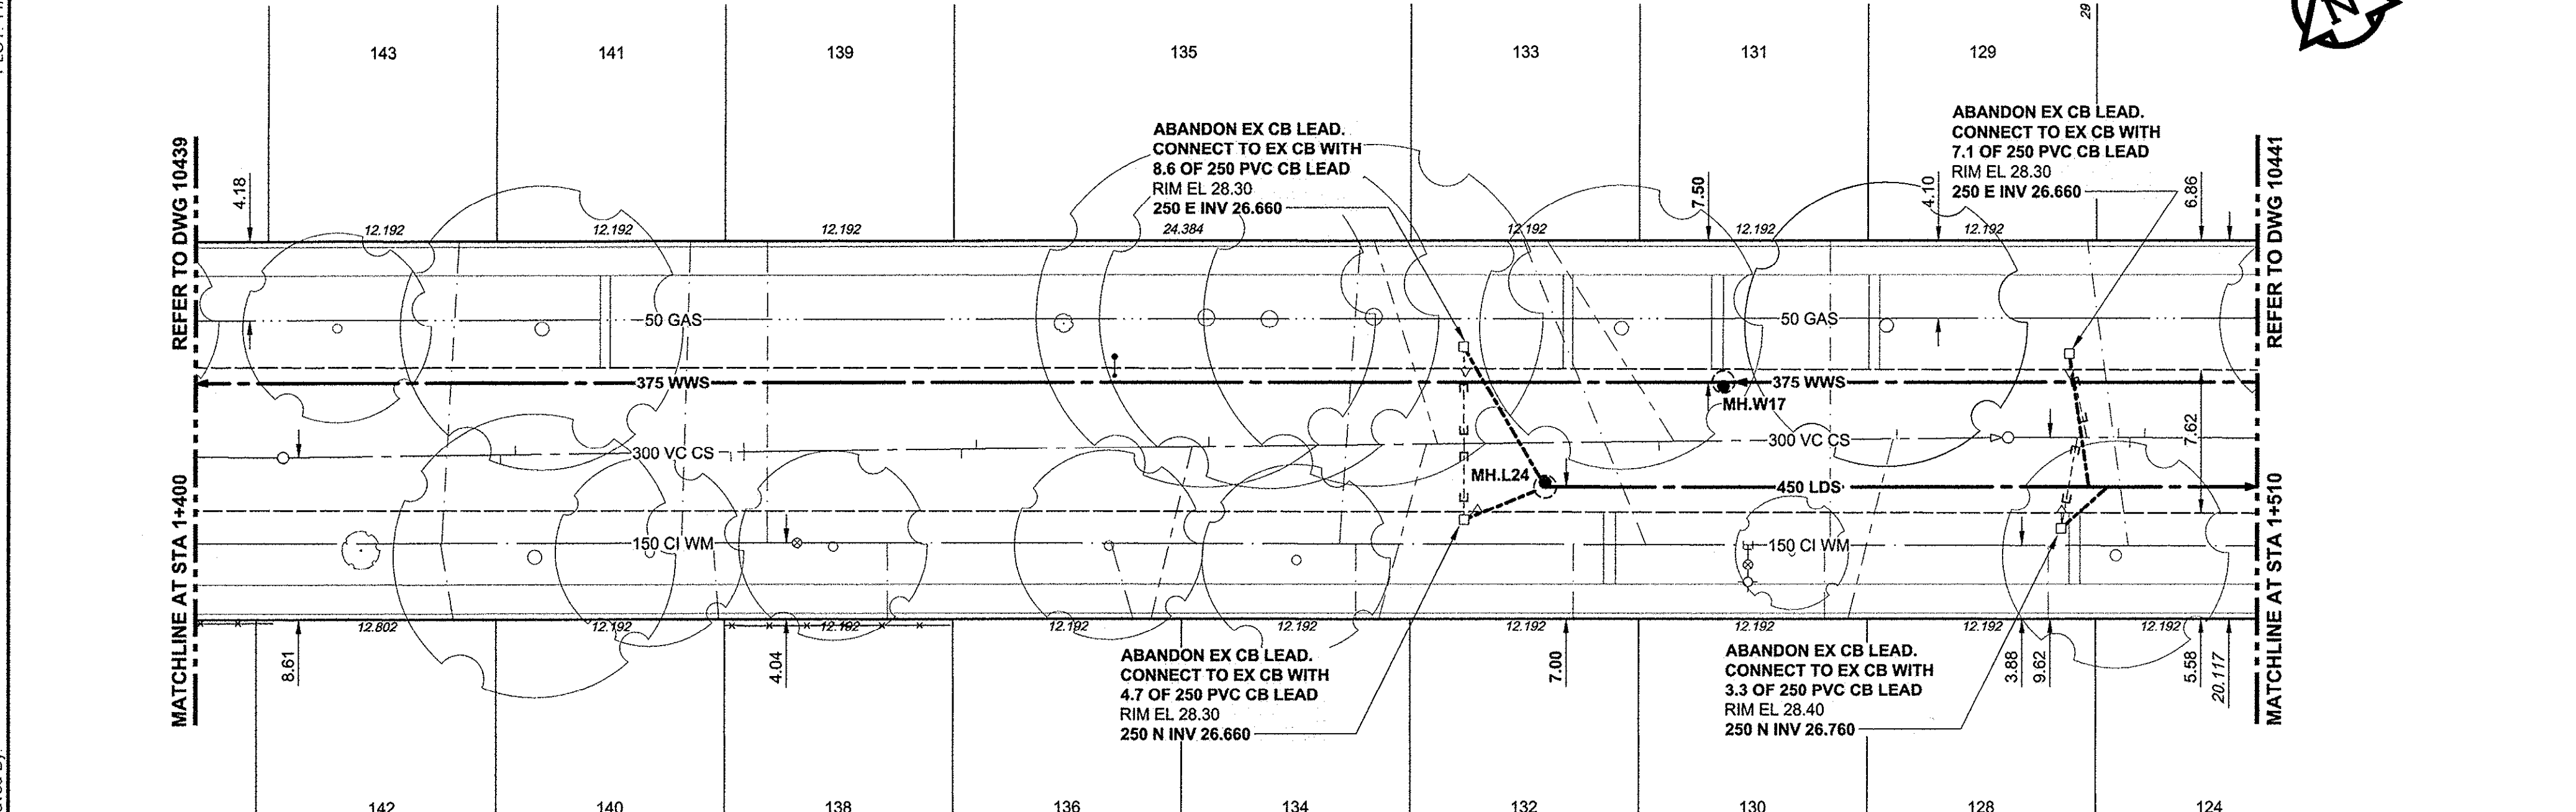 143
141
139
135
133
131
129
29
N
ABANDON EX CB LEAD.
CONNECT TO EX CB WITH
8.6 OF 250 PVC CB LEAD
RIM EL 28.30
250 E INV 26.660
ABANDON EX CB LEAD.
CONNECT TO EX CB WITH
7.1 OF 250 PVC CB LEAD
RIM EL 28.30
250 E INV 26.660
REFER TO DWG 10439
4.18
7.50
4.10
6.86
REFER TO DWG 10441
12.192
12.192
12.192
24.384
12.192
12.192
12.192
50 GAS
50 GAS
375 WWS
375 WWS
MH.W17
300 VC CS
300 VC CS
7.62
MH.L24
450 LDS
150 CI WM
150 CI WM
MATCHLINE AT STA 1+400
MATCHLINE AT STA 1+510
12.802
12.192
12.192
12.192
12.192
12.192
12.192
12.192
12.192
8.61
4.04
7.00
3.88
9.62
5.58
20.117
ABANDON EX CB LEAD.
CONNECT TO EX CB WITH
4.7 OF 250 PVC CB LEAD
RIM EL 28.30
250 N INV 26.660
ABANDON EX CB LEAD.
CONNECT TO EX CB WITH
3.3 OF 250 PVC CB LEAD
RIM EL 28.40
250 N INV 26.760
142
140
138
136
134
132
130
128
124